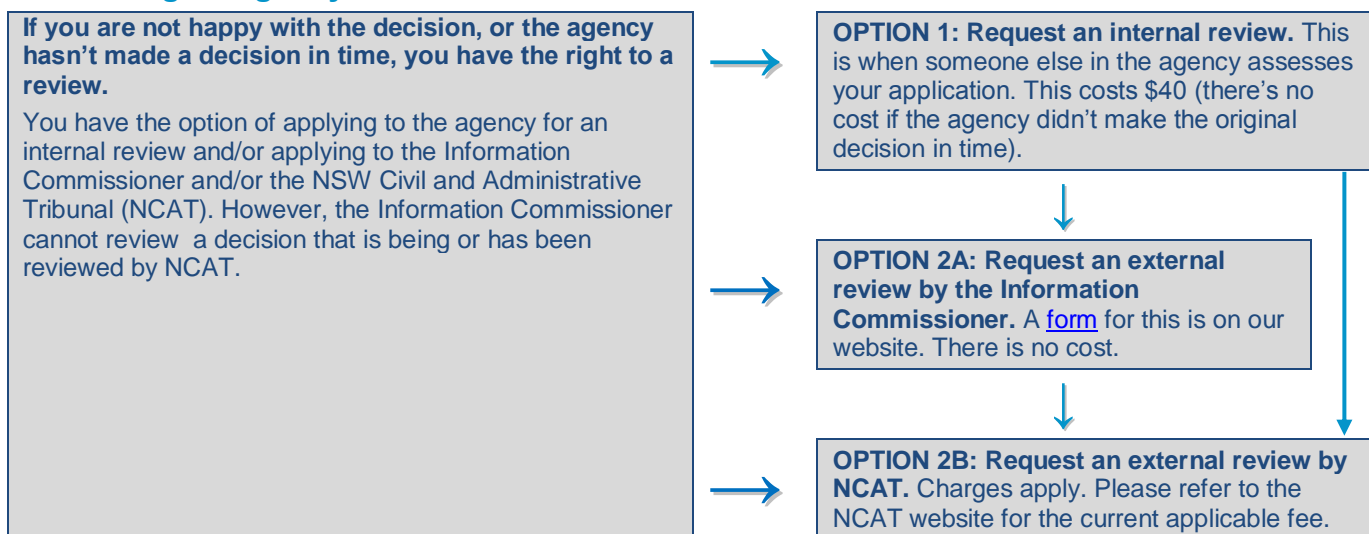 If you are not happy with the decision, or the agency
hasn’t made a decision in time, you have the right to a
review.
You have the option of applying to the agency for an
internal review and/or applying to the Information
Commissioner and/or the NSW Civil and Administrative
Tribunal (NCAT). However, the Information Commissioner
cannot review a decision that is being or has been
reviewed by NCAT.
OPTION 1: Request an internal review. This
is when someone else in the agency assesses
your application. This costs $40 (there’s no
cost if the agency didn’t make the original
decision in time).
OPTION 2A: Request an external
review by the Information
Commissioner. A form for this is on our
website. There is no cost.
OPTION 2B: Request an external review by
NCAT. Charges apply. Please refer to the
NCAT website for the current applicable fee.